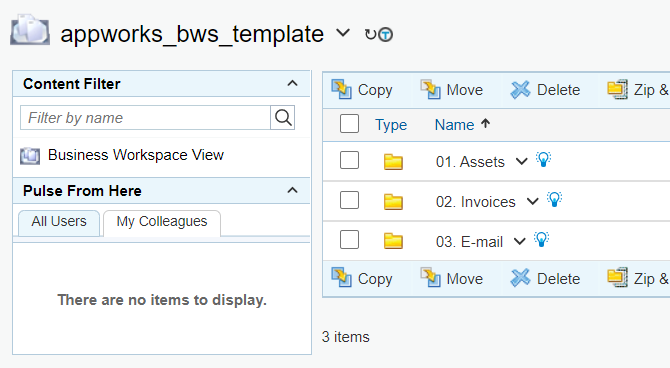 appworks_bws_template
Content Filter
Filter by name
Business Workspace View
Pulse From Here
All Users My Colleagues
There are no items to display.
Copy Move Delete Zip &
Type Name
01. Assets
02. Invoices
03. E-mail
Copy Move Delete Zip &
3 items